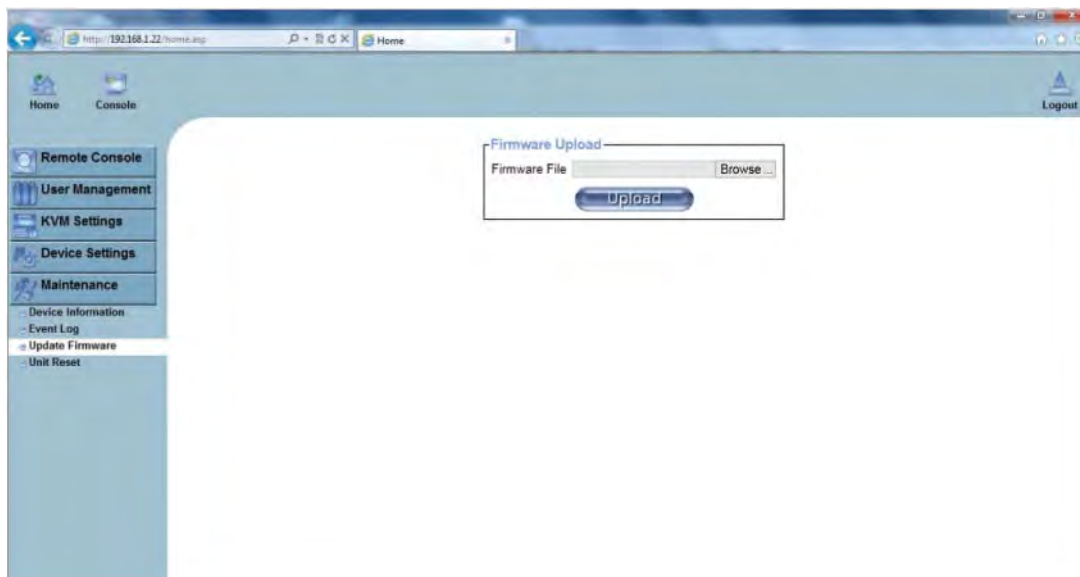 http://192.168.1.22/home.asp
Home
Home
Console
Logout
Remote Console
User Management
KVM Settings
Device Settings
Maintenance
Device Information
Event Log
Update Firmware
Unit Reset
Firmware Upload
Firmware File
Browse...
Upload